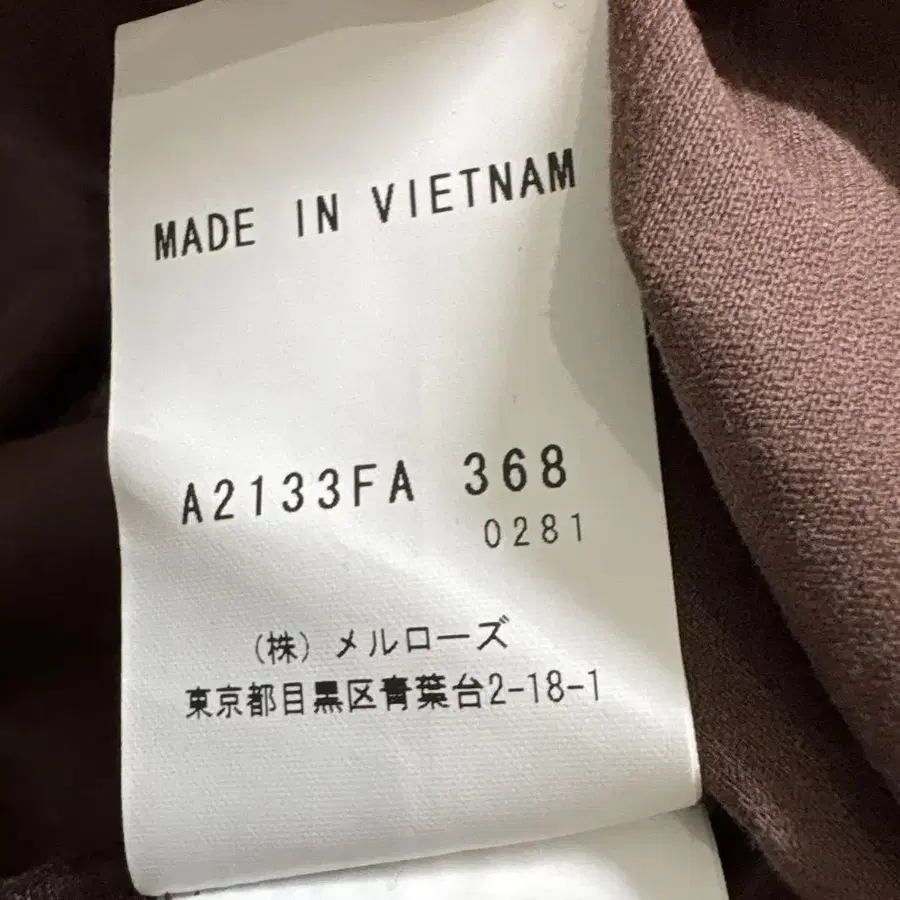 MADE IN VIETNAM
A2133FA 368
0281
(株)メルローズ
東京都目黒区青葉台2-18-1